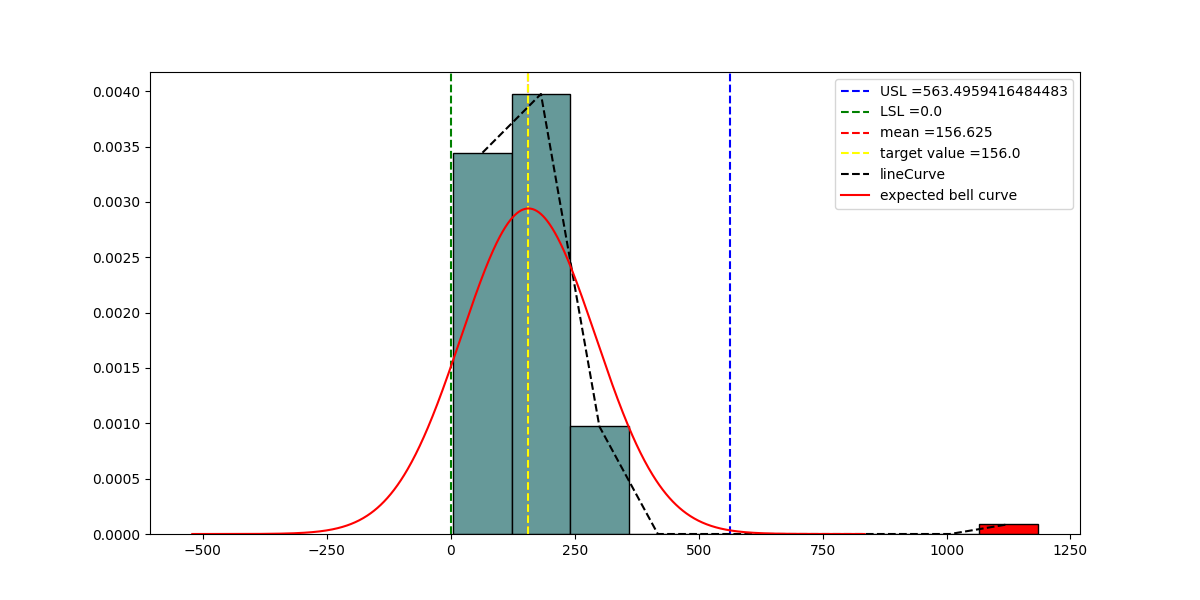 USL =563.4959416484483
LSL =0.0
mean =156.625
target value =156.0
lineCurve
expected bell curve
0.0040
0.0035
0.0030
0.0025
0.0020
0.0015
0.0010
0.0005
0.0000
−500 −250 0 250 500 750 1000 1250